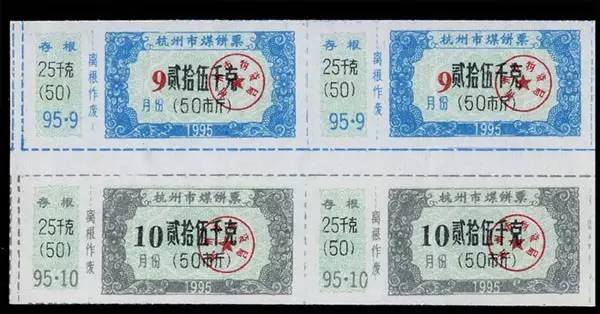 存根
25千克
(50)
95·9
离根作废
杭州市煤饼票
9 贰拾伍千克
月份 (50市斤)
1995
存根
25千克
(50)
95·9
离根作废
杭州市煤饼票
9 贰拾伍千克
月份 (50市斤)
1995
存根
25千克
(50)
95·10
离根作废
杭州市煤饼票
10 贰拾伍千克
月份 (50市斤)
1995
存根
25千克
(50)
95·10
离根作废
杭州市煤饼票
10 贰拾伍千克
月份 (50市斤)
1995